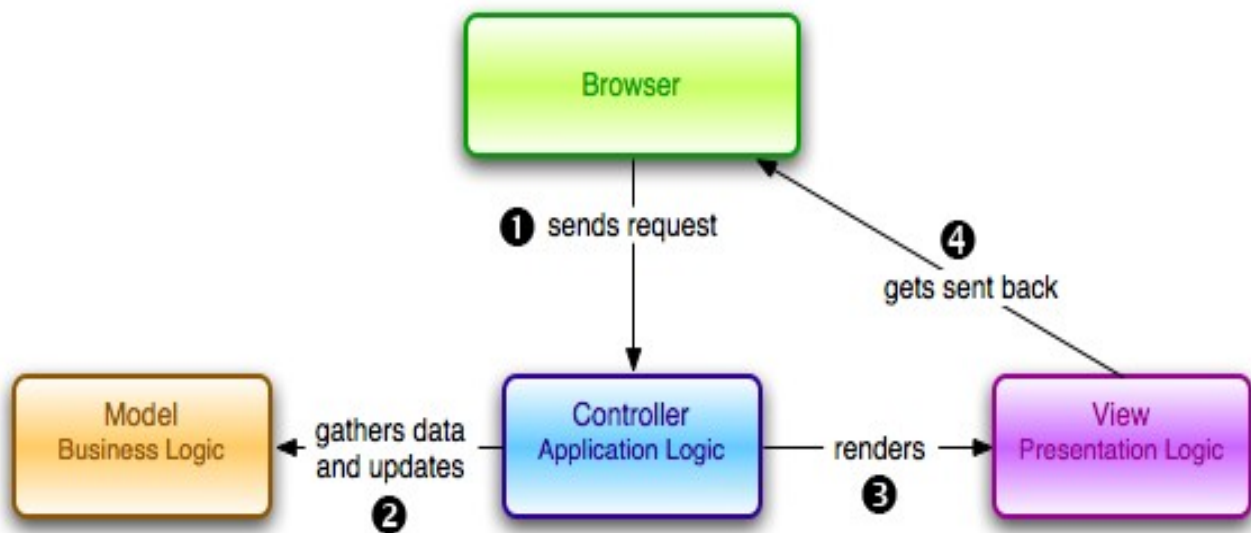 Browser
❶ sends request
❹
gets sent back
Model
Business Logic
gathers data
and updates
❷
Controller
Application Logic
renders
❸
View
Presentation Logic